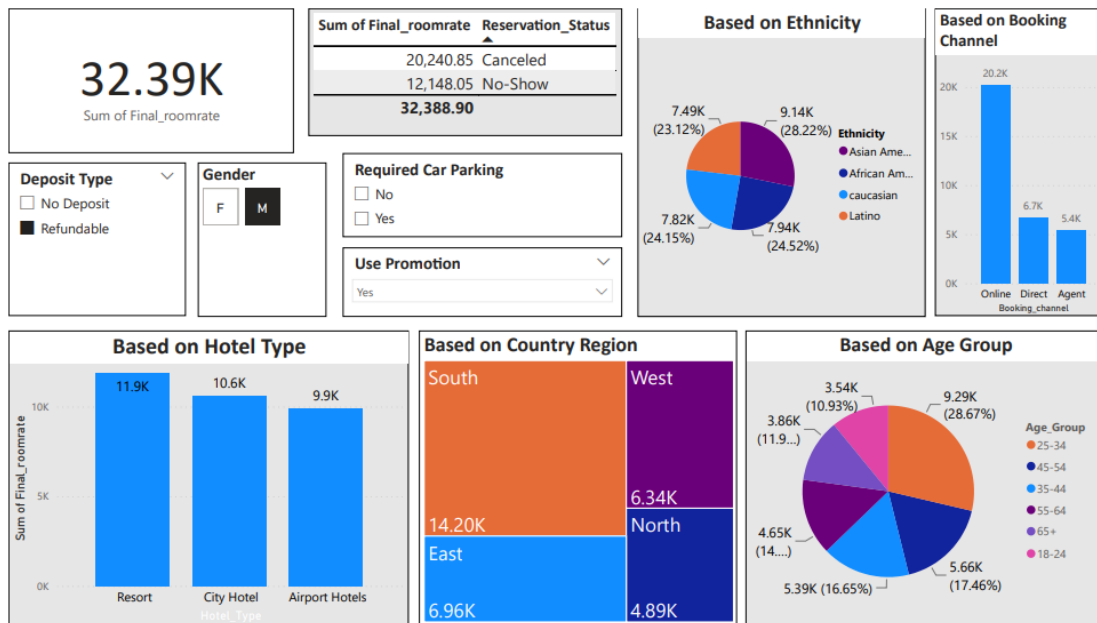 32.39K
Sum of Final_roomrate
Sum of Final_roomrate Reservation_Status
20,240.85 Canceled
12,148.05 No-Show
32,388.90
Based on Ethnicity
7.49K
(23.12%)
9.14K
(28.22%)
7.82K
(24.15%)
7.94K
(24.52%)
Ethnicity
Asian Ame...
African Am...
caucasian
Latino
Based on Booking
Channel
20K
15K
10K
5K
0K
20.2K
6.7K
5.4K
Online Direct Agent
Booking_channel
Deposit Type
No Deposit
Refundable
Gender
F M
Required Car Parking
No
Yes
Use Promotion
Yes
Based on Hotel Type
Sum of Final_roomrate
10K
5K
0K
11.9K
10.6K
9.9K
Resort City Hotel Airport Hotels
Hotel_Type
Based on Country Region
South
14.20K
East
6.96K
West
6.34K
North
4.89K
Based on Age Group
3.54K
(10.93%)
9.29K
(28.67%)
3.86K
(11.9...)
4.65K
(14....)
5.39K (16.65%)
5.66K
(17.46%)
Age_Group
25-34
45-54
35-44
55-64
65+
18-24